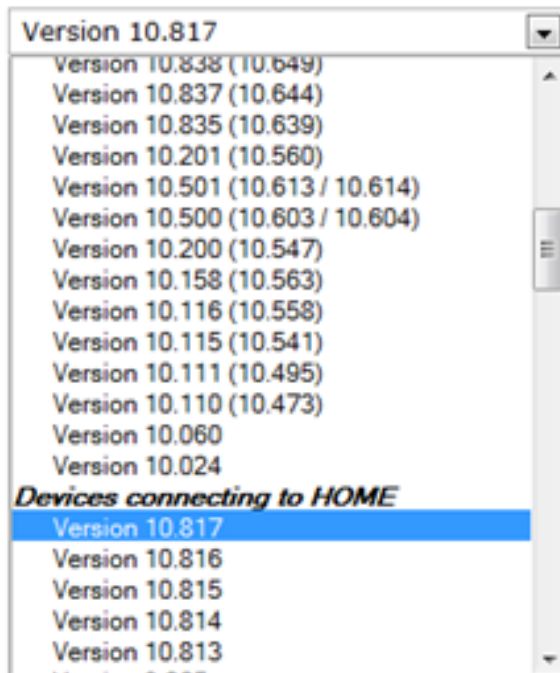 Version 10.817
Version 10.838 (10.649)
Version 10.837 (10.644)
Version 10.835 (10.639)
Version 10.201 (10.560)
Version 10.501 (10.613 / 10.614)
Version 10.500 (10.603 / 10.604)
Version 10.200 (10.547)
Version 10.158 (10.563)
Version 10.116 (10.558)
Version 10.115 (10.541)
Version 10.111 (10.495)
Version 10.110 (10.473)
Version 10.060
Version 10.024
Devices connecting to HOME
Version 10.817
Version 10.816
Version 10.815
Version 10.814
Version 10.813